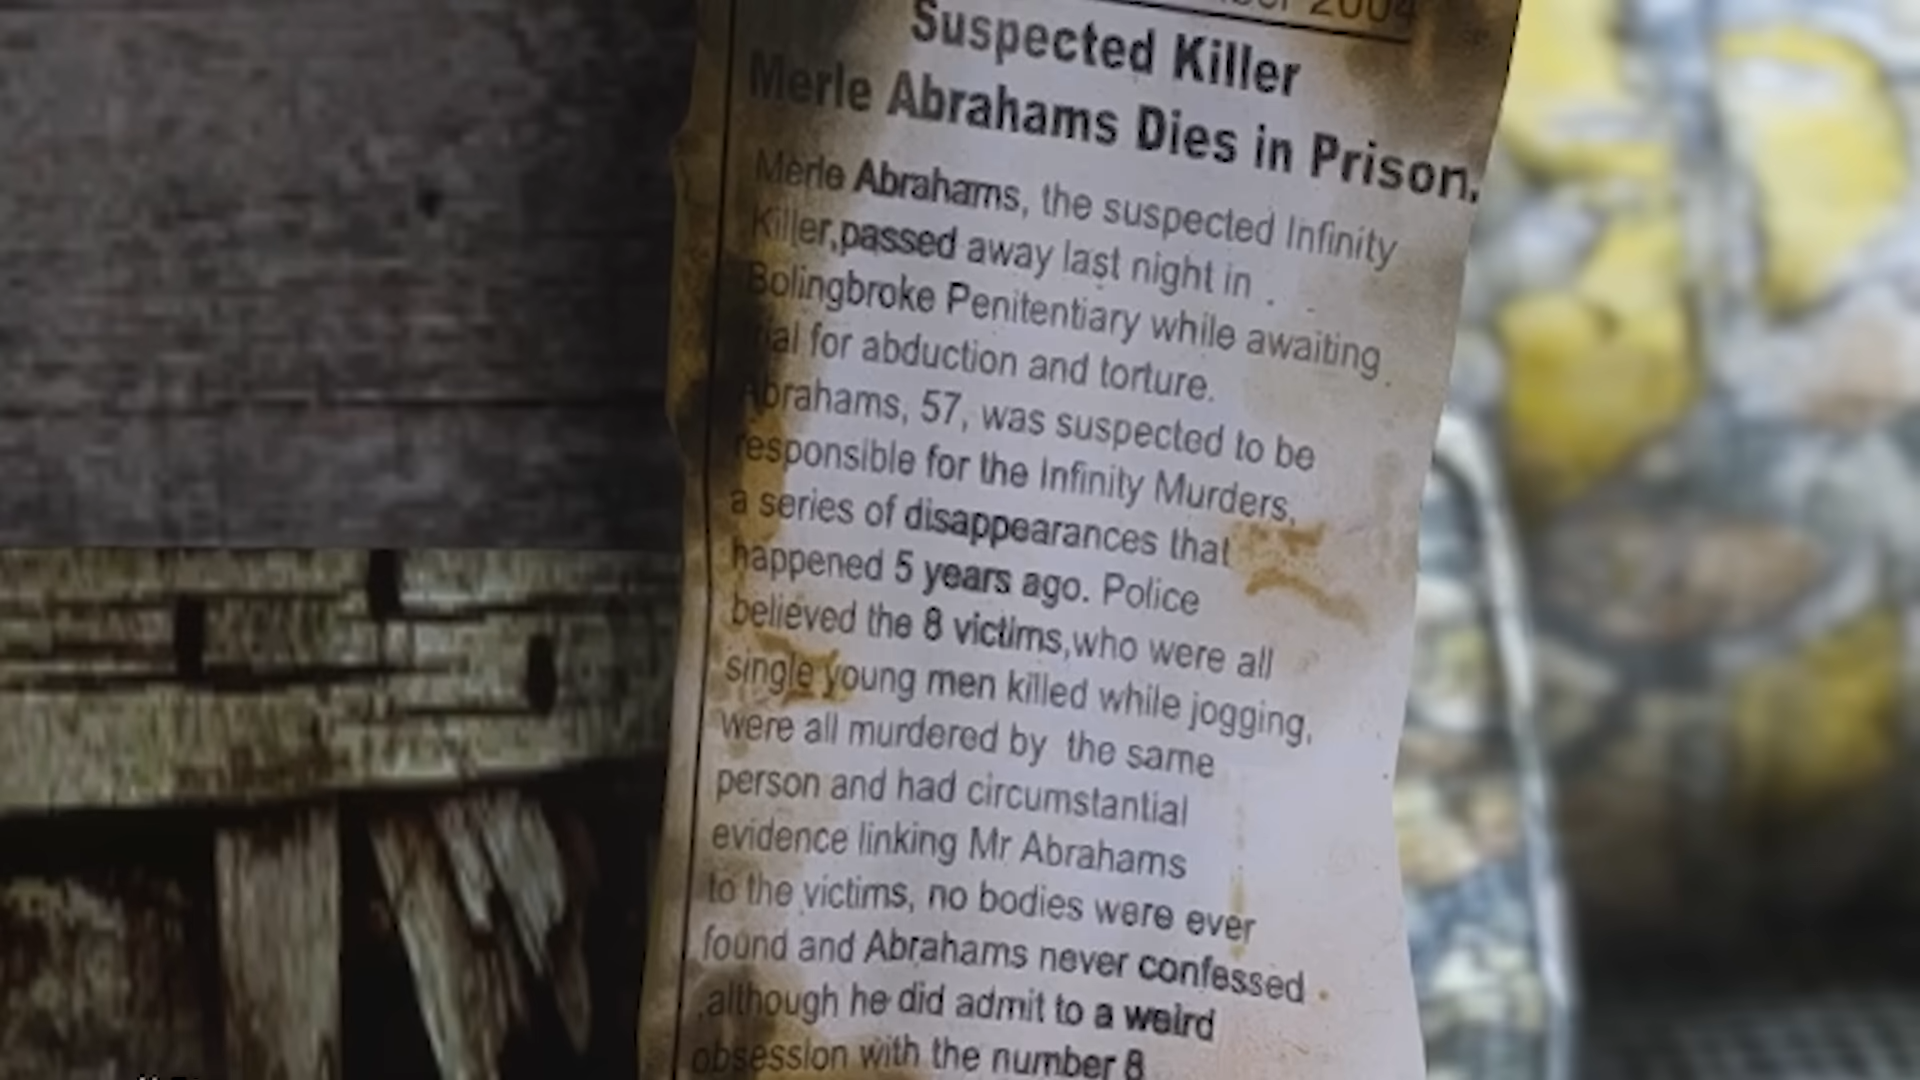 2004
Suspected Killer
Merle Abrahams Dies in Prison.
Merle Abrahams, the suspected Infinity
Killer,passed away last night in .
Bolingbroke Penitentiary while awaiting
trial for abduction and torture.
Abrahams, 57, was suspected to be
responsible for the Infinity Murders,
a series of disappearances that
happened 5 years ago. Police
believed the 8 victims,who were all
single young men killed while jogging,
were all murdered by the same
person and had circumstantial
evidence linking Mr Abrahams
to the victims, no bodies were ever
found and Abrahams never confessed
although he did admit to a weird
obsession with the number 8